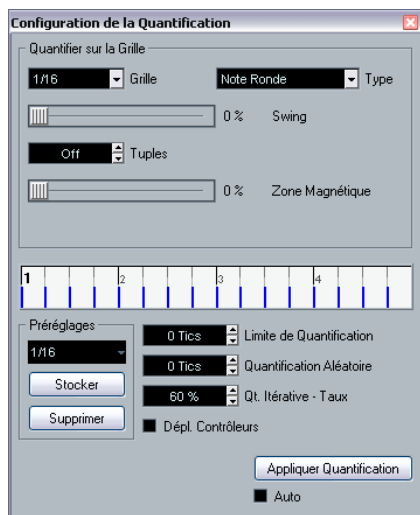 Configuration de la Quantification
Quantifier sur la Grille
1/16 Grille Note Ronde Type
0 % Swing
Off Tuples
0 % Zone Magnétique
1 2 3 4
Préréglages
1/16
Stocker
Supprimer
0 Tics Limite de Quantification
0 Tics Quantification Aléatoire
60 % Qt. Itérative - Taux
Dépl. Contrôleurs
Appliquer Quantification
Auto